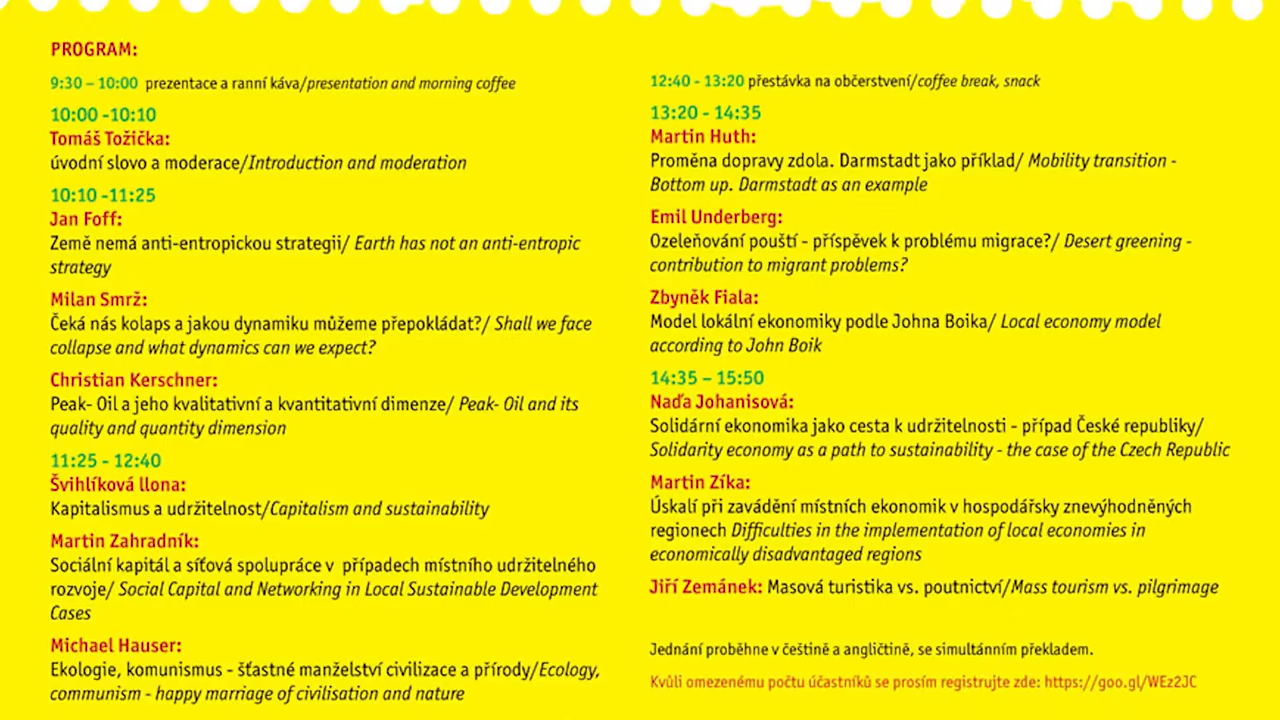 PROGRAM:
9:30 – 10:00 prezentace a ranní káva/presentation and morning coffee
10:00 -10:10
Tomáš Tožička:
úvodní slovo a moderace/Introduction and moderation
10:10 -11:25
Jan Foff:
Země nemá anti-entropickou strategii/ Earth has not an anti-entropic
strategy
Milan Smrž:
Čeká nás kolaps a jakou dynamiku můžeme přepokládat?/ Shall we face
collapse and what dynamics can we expect?
Christian Kerschner:
Peak- Oil a jeho kvalitativní a kvantitativní dimenze/ Peak- Oil and its
quality and quantity dimension
11:25 - 12:40
Švihlíková Ilona:
Kapitalismus a udržitelnost/Capitalism and sustainability
Martin Zahradník:
Sociální kapitál a síťová spolupráce v případech místního udržitelného
rozvoje/ Social Capital and Networking in Local Sustainable Development
Cases
Michael Hauser:
Ekologie, komunismus - šťastné manželství civilizace a přírody/Ecology,
communism - happy marriage of civilisation and nature
12:40 - 13:20 přestávka na občerstvení/coffee break, snack
13:20 - 14:35
Martin Huth:
Proměna dopravy zdola. Darmstadt jako příklad/ Mobility transition -
Bottom up. Darmstadt as an example
Emil Underberg:
Ozeleňování pouští - příspěvek k problému migrace?/ Desert greening -
contribution to migrant problems?
Zbyněk Fiala:
Model lokální ekonomiky podle Johna Boika/ Local economy model
according to John Boik
14:35 – 15:50
Naďa Johanisová:
Solidární ekonomika jako cesta k udržitelnosti - případ České republiky/
Solidarity economy as a path to sustainability - the case of the Czech Republic
Martin Zíka:
Úskalí při zavádění místních ekonomik v hospodářsky znevýhodněných
regionech Difficulties in the implementation of local economies in
economically disadvantaged regions
Jiří Zemánek: Masová turistika vs. poutnictví/Mass tourism vs. pilgrimage
Jednání proběhne v češtině a angličtině, se simultánním překladem.
Kvůli omezenému počtu účastníků se prosím registrujte zde: https://goo.gl/WEz2JC